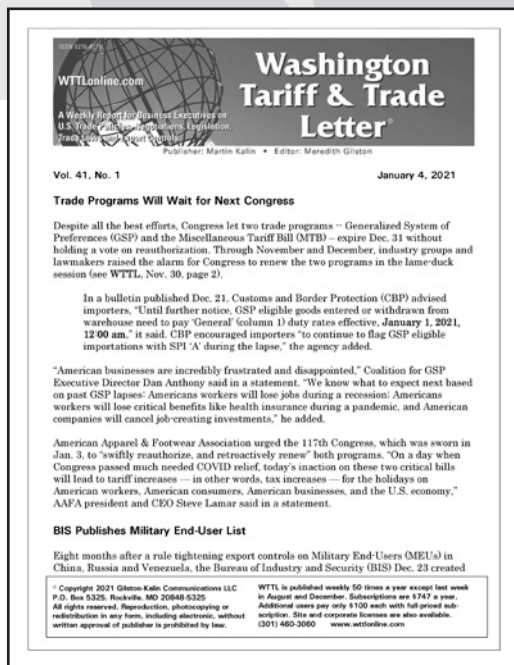 ISSN 0276-8275
WTTLonline.com
A Weekly Report for Business Executives on
U.S. Trade Policies, Negotiations, Legislation,
Trade Laws and Export Controls
Washington
Tariff & Trade
Letter®
Publisher: Martin Kalin • Editor: Meredith Gilston
Vol. 41, No. 1 January 4, 2021
Trade Programs Will Wait for Next Congress
Despite all the best efforts, Congress let two trade programs -- Generalized System of
Preferences (GSP) and the Miscellaneous Tariff Bill (MTB) – expire Dec. 31 without
holding a vote on reauthorization. Through November and December, industry groups and
lawmakers raised the alarm for Congress to renew the two programs in the lame-duck
session (see WTTL, Nov. 30, page 2).
In a bulletin published Dec. 21, Customs and Border Protection (CBP) advised
importers, “Until further notice, GSP eligible goods entered or withdrawn from
warehouse need to pay ‘General’ (column 1) duty rates effective, January 1, 2021,
12:00 am,” it said. CBP encouraged importers “to continue to flag GSP eligible
importations with SPI ‘A’ during the lapse,” the agency added.
“American businesses are incredibly frustrated and disappointed,” Coalition for GSP
Executive Director Dan Anthony said in a statement. “We know what to expect next based
on past GSP lapses: Americans workers will lose jobs during a recession; Americans
workers will lose critical benefits like health insurance during a pandemic, and American
companies will cancel job-creating investments,” he added.
American Apparel & Footwear Association urged the 117th Congress, which was sworn in
Jan. 3, to “swiftly reauthorize, and retroactively renew” both programs. “On a day when
Congress passed much needed COVID relief, today’s inaction on these two critical bills
will lead to tariff increases — in other words, tax increases — for the holidays on
American workers, American consumers, American businesses, and the U.S. economy,”
AAFA president and CEO Steve Lamar said in a statement.
BIS Publishes Military End-User List
Eight months after a rule tightening export controls on Military End-Users (MEUs) in
China, Russia and Venezuela, the Bureau of Industry and Security (BIS) Dec. 23 created
© Copyright 2021 Gilston-Kalin Communications LLC
P.O. Box 5325, Rockville, MD 20848-5325
All rights reserved. Reproduction, photocopying or
redistribution in any form, including electronic, without
written approval of publisher is prohibited by law.
WTTL is published weekly 50 times a year except last week
in August and December. Subscriptions are $747 a year.
Additional users pay only $100 each with full-priced sub-
scription. Site and corporate licenses are also available.
(301) 460-3060 www.wttlonline.com